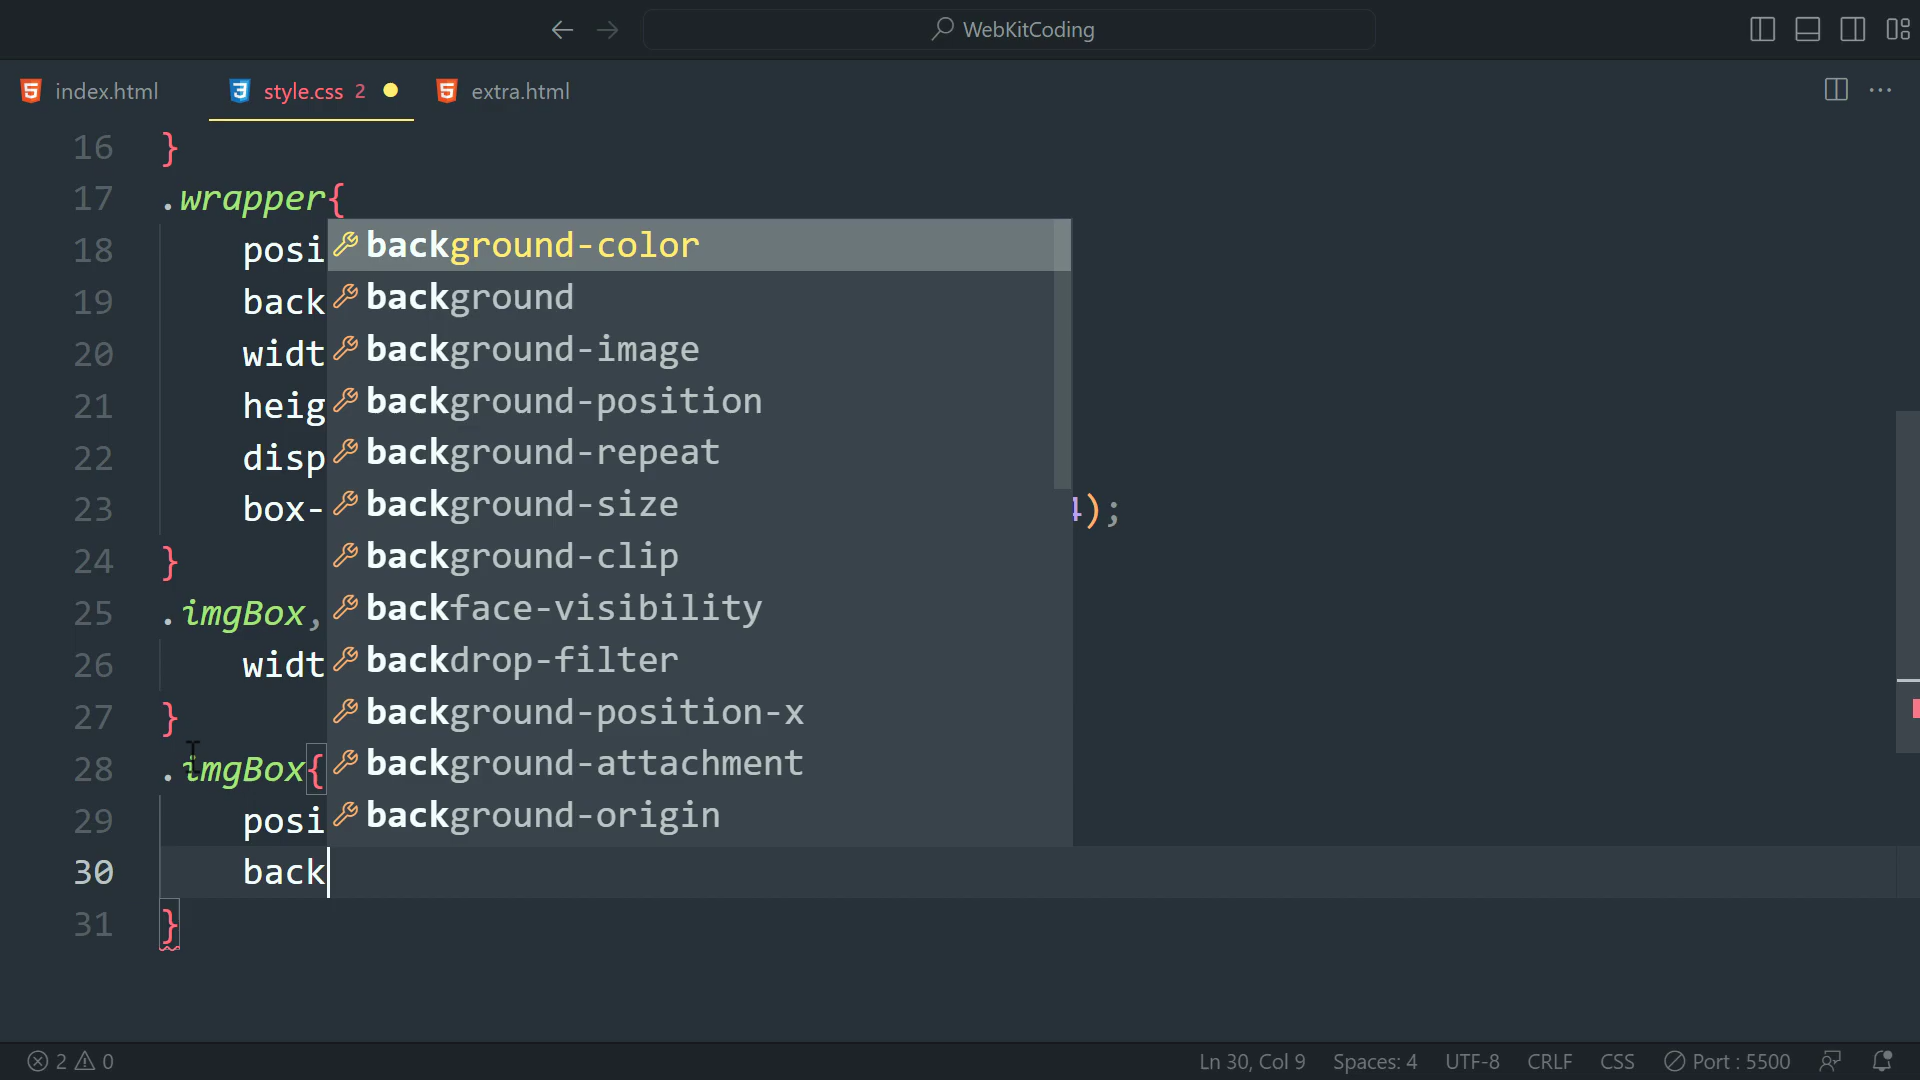 WebKitCoding
index.html
style.css 2
extra.html
16 }
17 .wrapper{
18 posi
19 back
20 widt
21 heig
22 disp
23 box- 4);
24 }
25 .imgBox,
26 widt
27 }
28 .imgBox{
29 posi
30 back
31 }
background-color
background
background-image
background-position
background-repeat
background-size
background-clip
backface-visibility
backdrop-filter
background-position-x
background-attachment
background-origin
2 0
Ln 30, Col 9 Spaces: 4 UTF-8 CRLF CSS Port : 5500